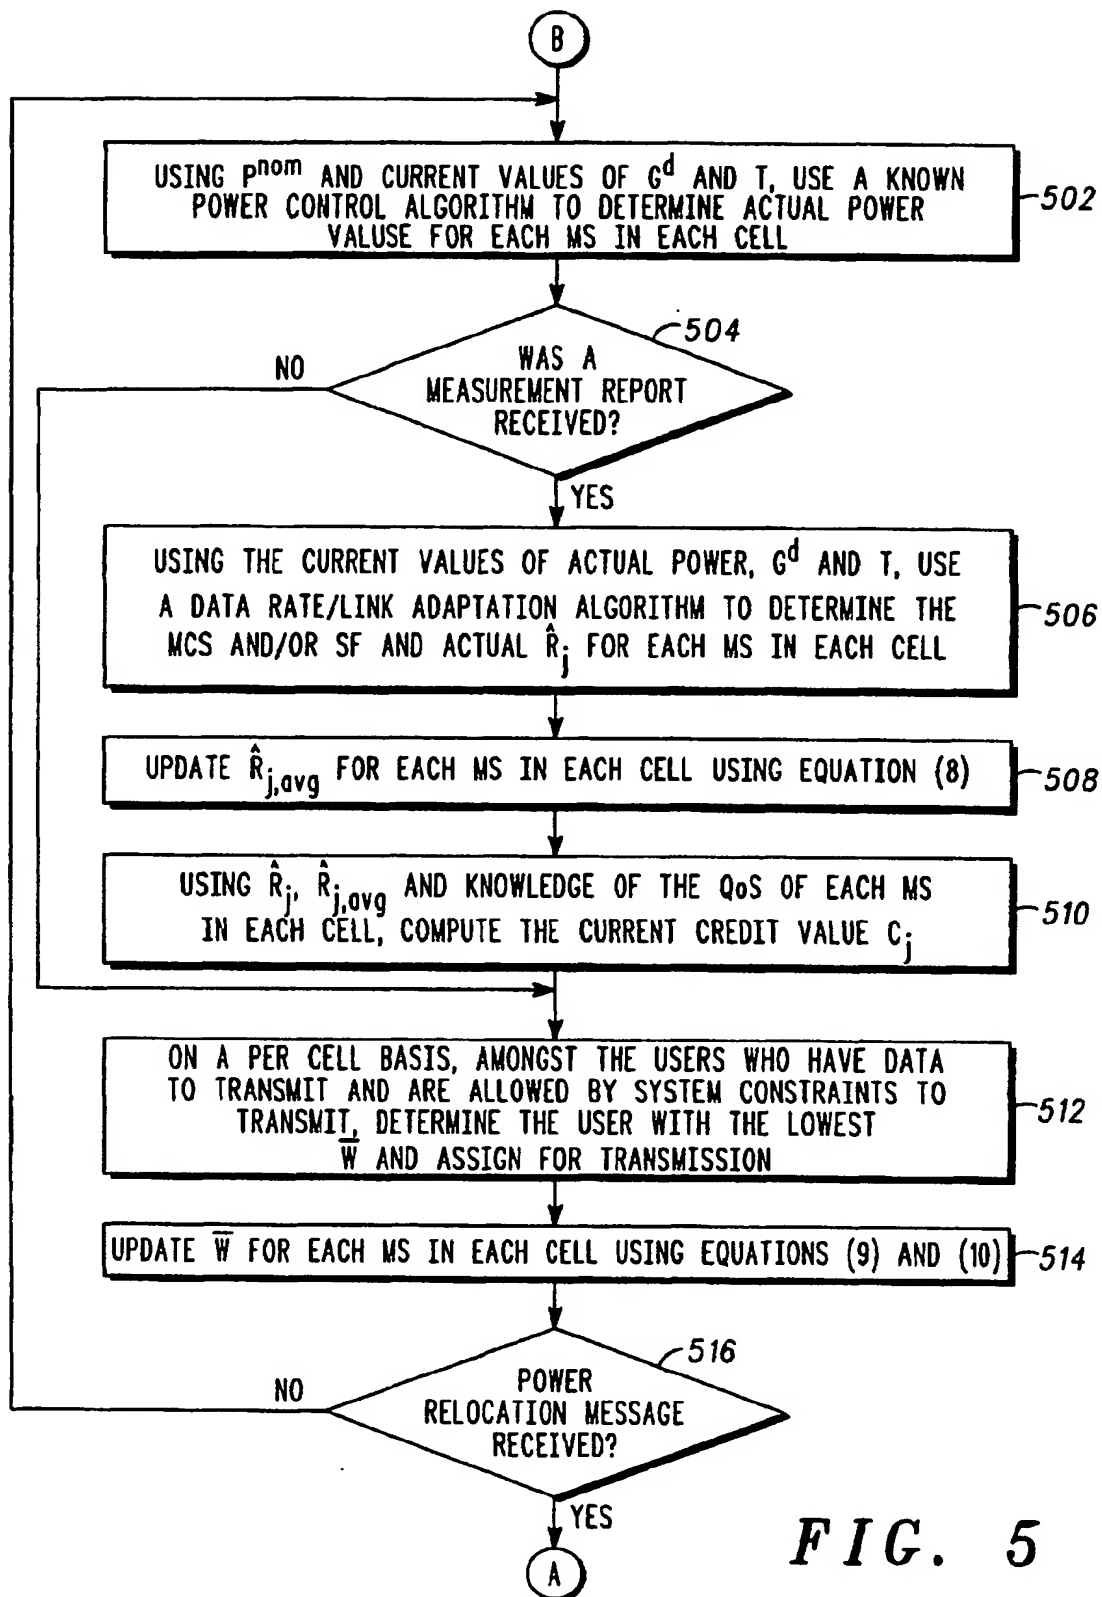 B
USING Pⁿᵒᵐ AND CURRENT VALUES OF Gᵈ AND T, USE A KNOWN
POWER CONTROL ALGORITHM TO DETERMINE ACTUAL POWER
VALUSE FOR EACH MS IN EACH CELL
502
504
WAS A
MEASUREMENT REPORT
RECEIVED?
NO
YES
USING THE CURRENT VALUES OF ACTUAL POWER, Gᵈ AND T, USE
A DATA RATE/LINK ADAPTATION ALGORITHM TO DETERMINE THE
MCS AND/OR SF AND ACTUAL R̂j FOR EACH MS IN EACH CELL
506
UPDATE R̂j,avg FOR EACH MS IN EACH CELL USING EQUATION (8)
508
USING R̂j, R̂j,avg AND KNOWLEDGE OF THE QoS OF EACH MS
IN EACH CELL, COMPUTE THE CURRENT CREDIT VALUE Cj
510
ON A PER CELL BASIS, AMONGST THE USERS WHO HAVE DATA
TO TRANSMIT AND ARE ALLOWED BY SYSTEM CONSTRAINTS TO
TRANSMIT, DETERMINE THE USER WITH THE LOWEST
W̅ AND ASSIGN FOR TRANSMISSION
512
UPDATE W̅ FOR EACH MS IN EACH CELL USING EQUATIONS (9) AND (10)
514
516
POWER
RELOCATION MESSAGE
RECEIVED?
NO
YES
A
FIG. 5